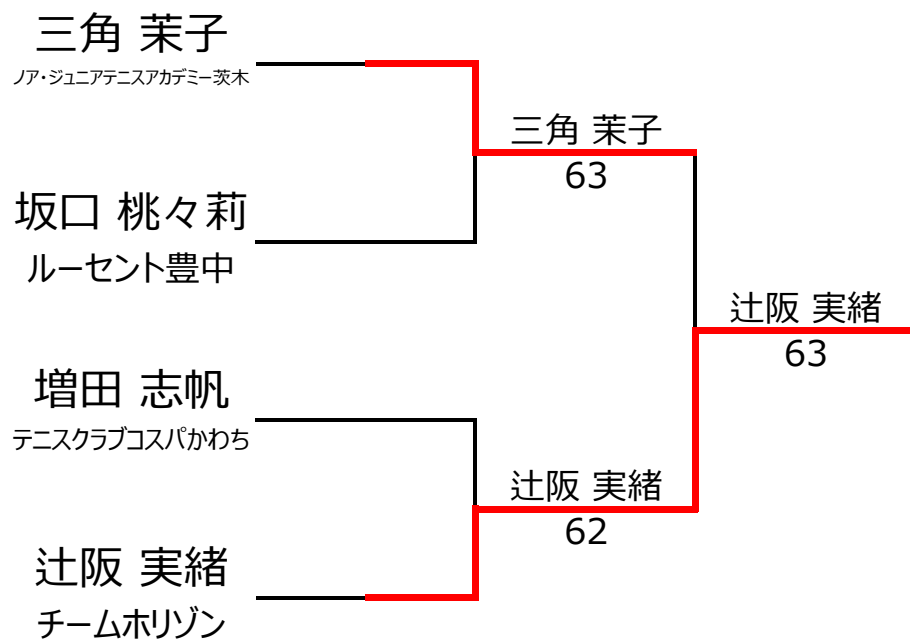 三角 茉子
ノア・ジュニアテニスアカデミー茨木
三角 茉子
63
坂口 桃々莉
ルーセント豊中
辻阪 実緒
63
増田 志帆
テニスクラブコスパかわち
辻阪 実緒
62
辻阪 実緒
チームホリゾン